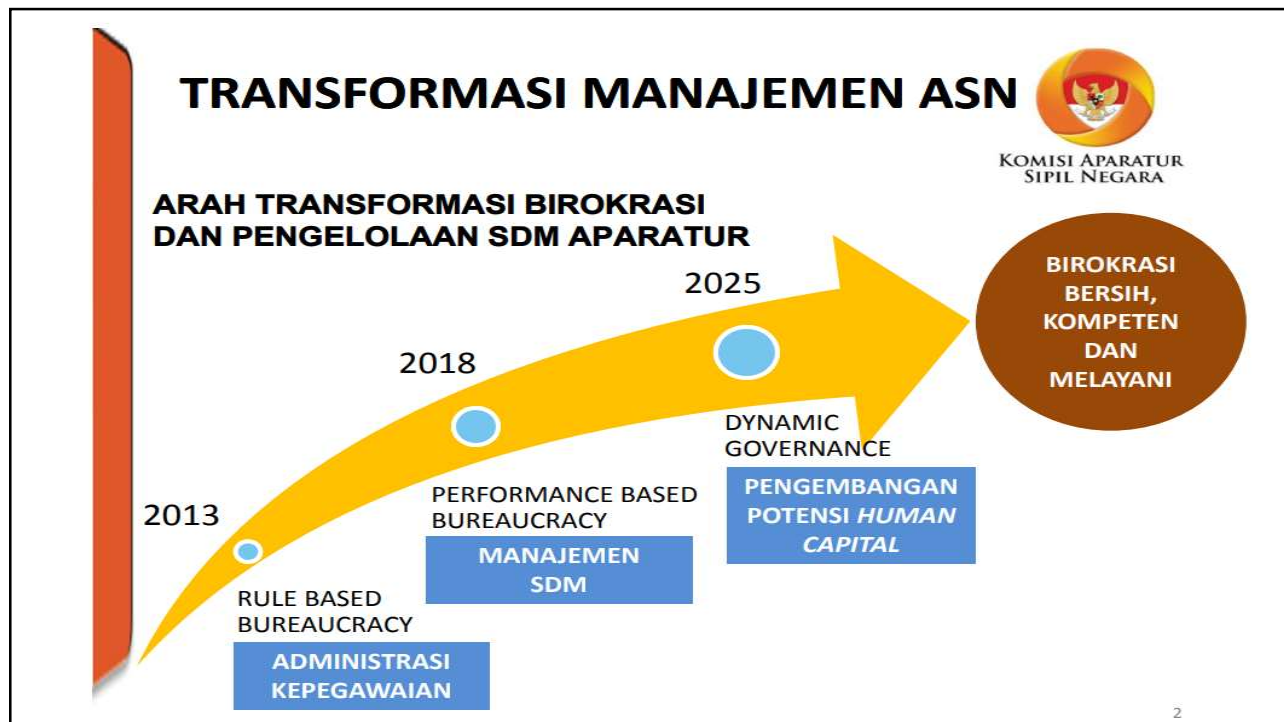 TRANSFORMASI MANAJEMEN ASN
KOMISI APARATUR
SIPIL NEGARA
ARAH TRANSFORMASI BIROKRASI
DAN PENGELOLAAN SDM APARATUR
2013
RULE BASED
BUREAUCRACY
ADMINISTRASI
KEPEGAWAIAN
2018
PERFORMANCE BASED
BUREAUCRACY
MANAJEMEN
SDM
2025
DYNAMIC
GOVERNANCE
PENGEMBANGAN
POTENSI HUMAN
CAPITAL
BIROKRASI
BERSIH,
KOMPETEN
DAN
MELAYANI
2